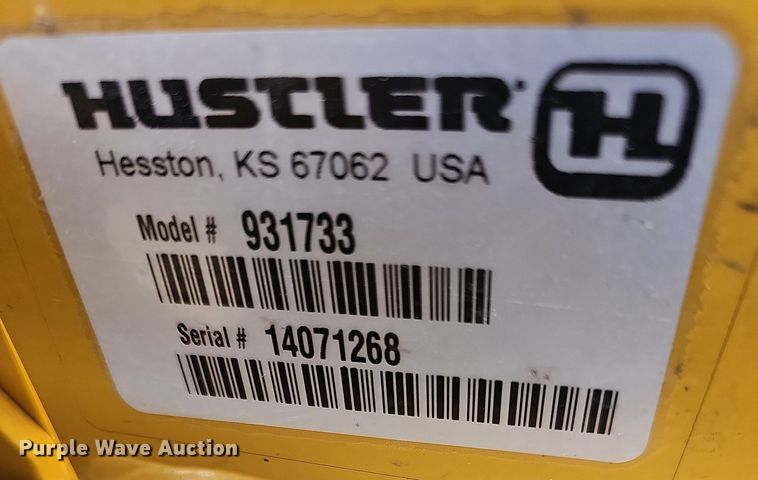 HUSTLER
H
Hesston, KS 67062 USA
Model # 931733
Serial # 14071268
Purple Wave Auction